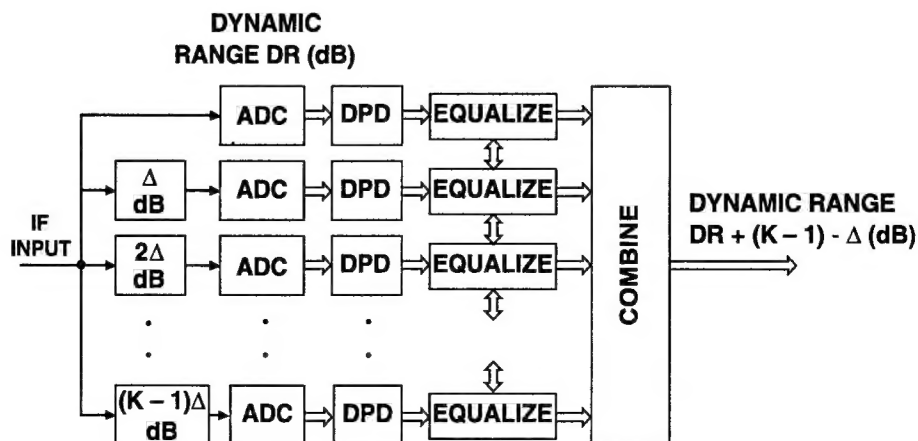 DYNAMIC
RANGE DR (dB)
ADC DPD EQUALIZE
Δ
dB
ADC DPD EQUALIZE
IF
INPUT
2Δ
dB
ADC DPD EQUALIZE
COMBINE
DYNAMIC RANGE
DR + (K – 1) - Δ (dB)
(K – 1)Δ
dB
ADC DPD EQUALIZE